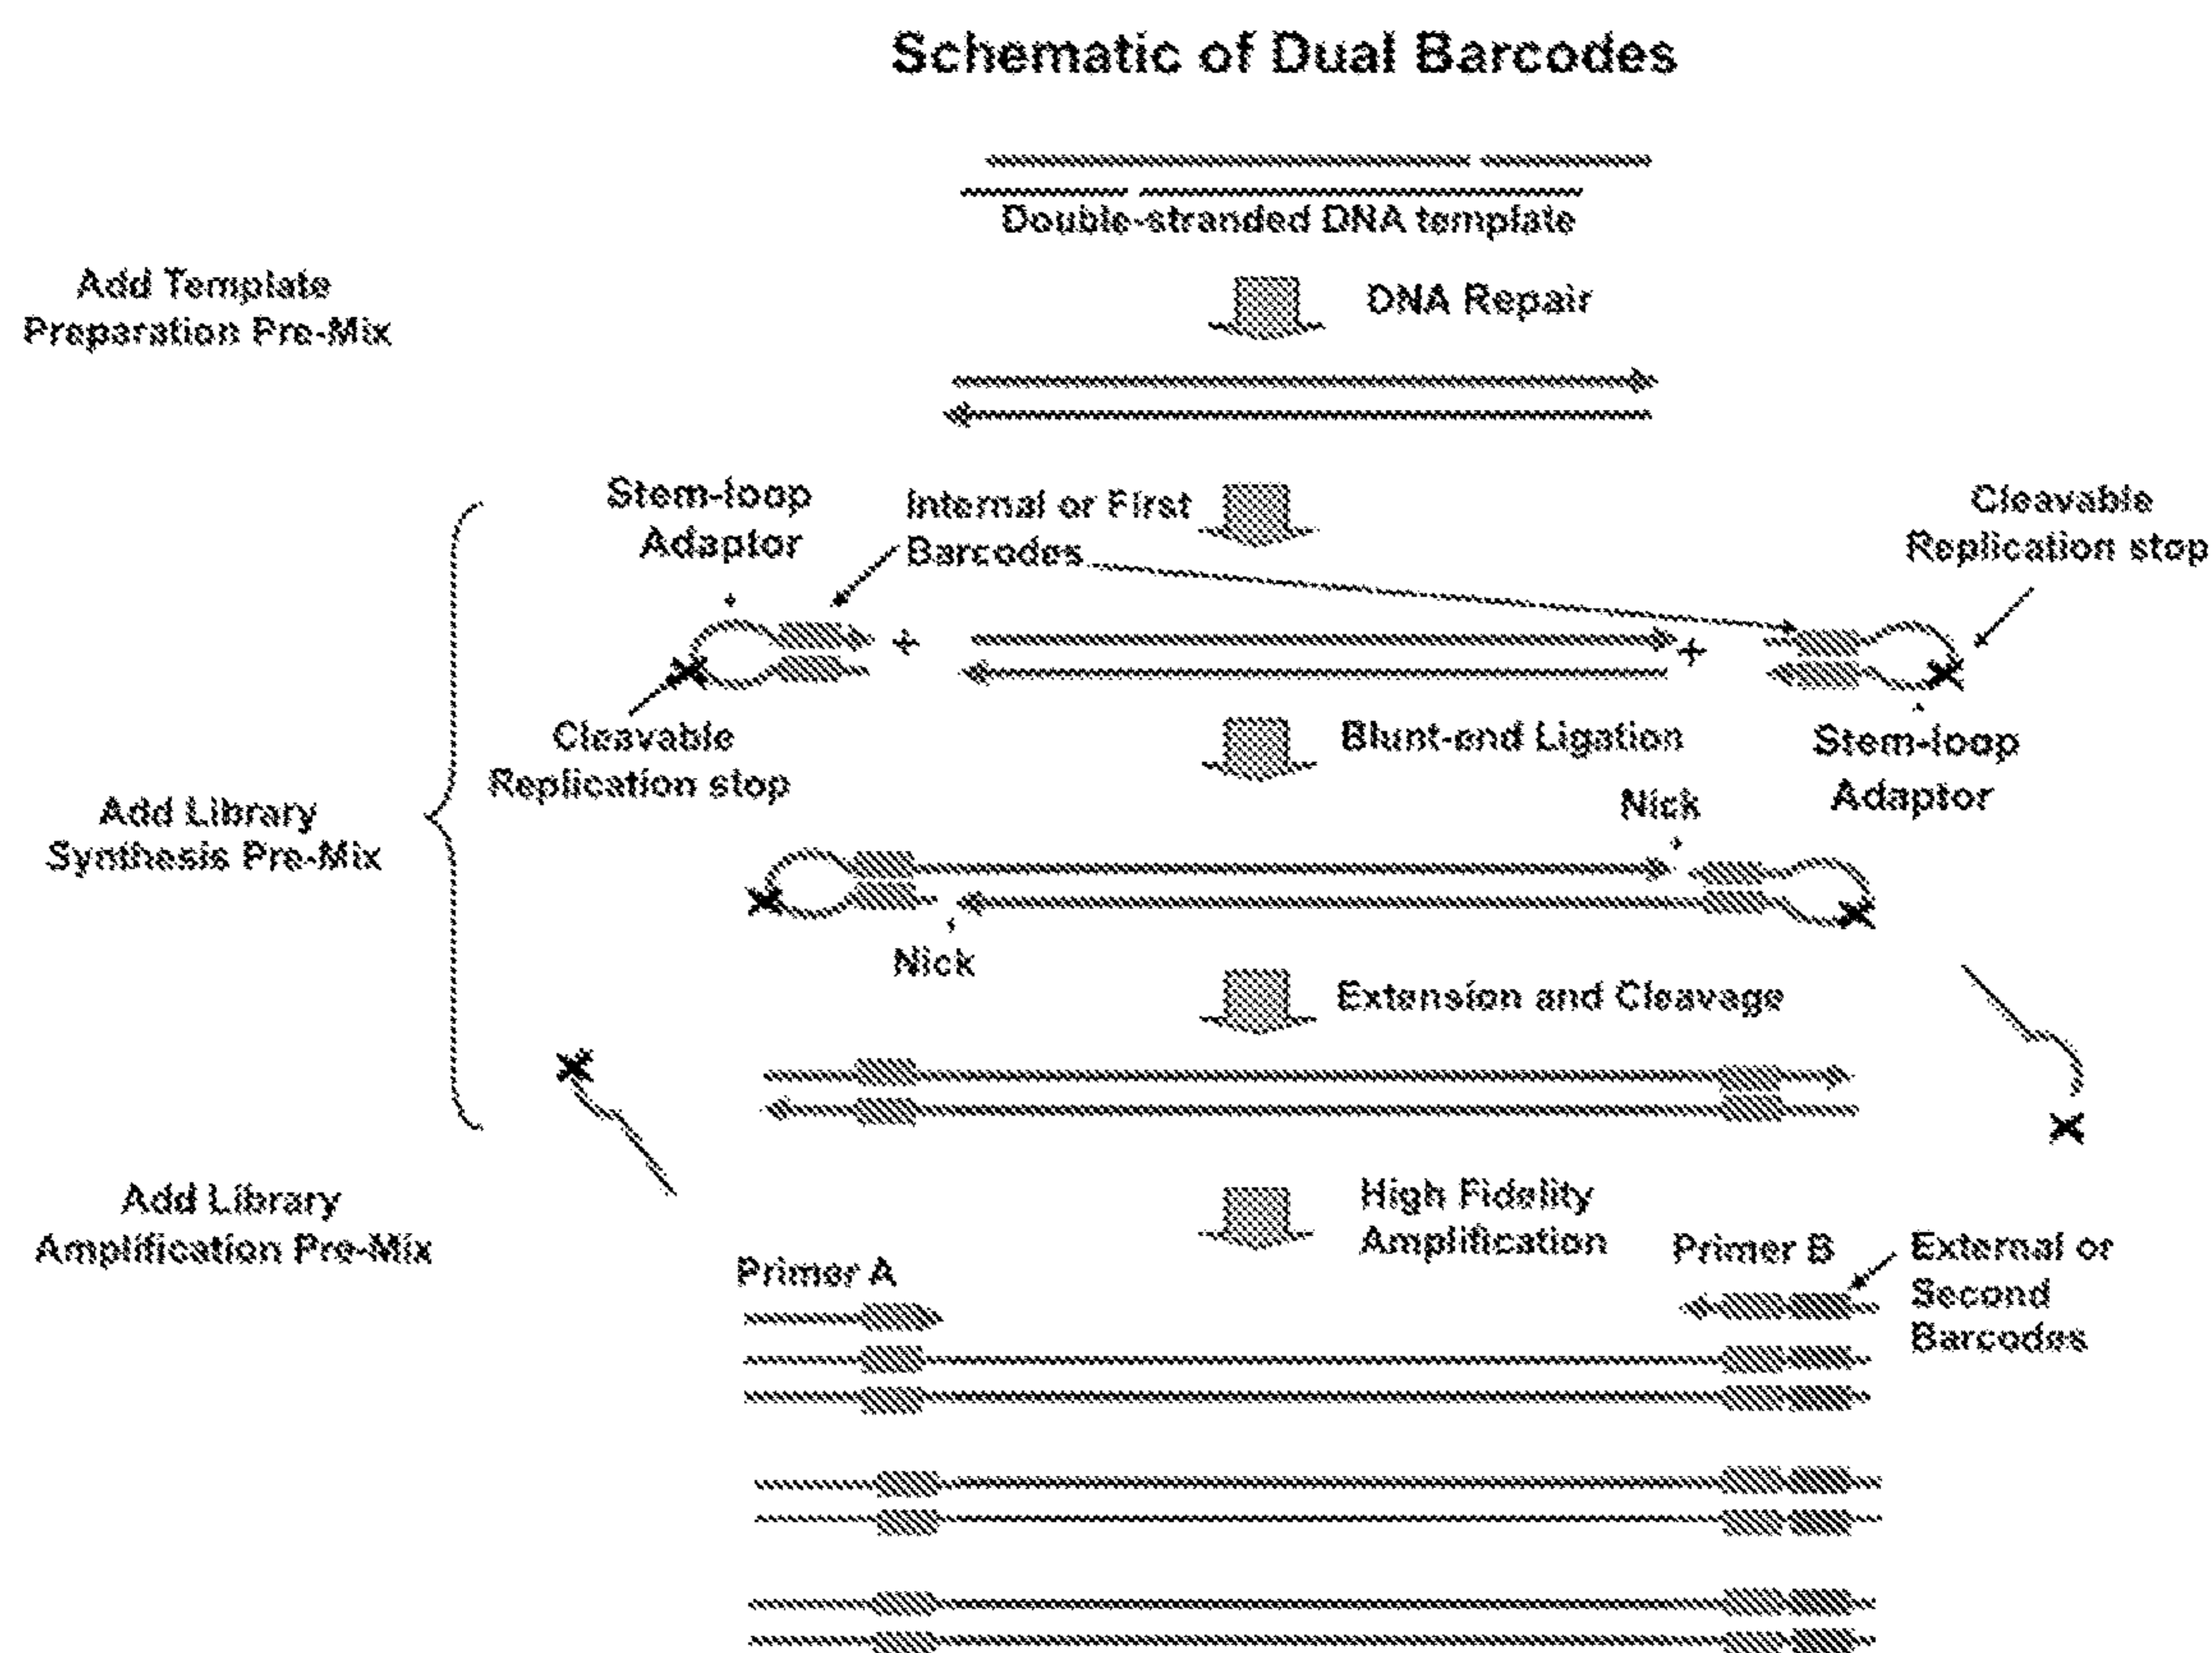 Schematic of Dual Barcodes
Double-stranded DNA template
Add Template
Preparation Pre-Mix
DNA Repair
Stem-loop
Adaptor
Internal or First
Barcodes
Cleavable
Replication stop
+
+
Cleavable
Replication stop
Blunt-end Ligation
Stem-loop
Adaptor
Nick
Add Library
Synthesis Pre-Mix
Nick
Extension and Cleavage
Add Library
Amplification Pre-Mix
High Fidelity
Amplification
Primer A
Primer B
External or
Second
Barcodes